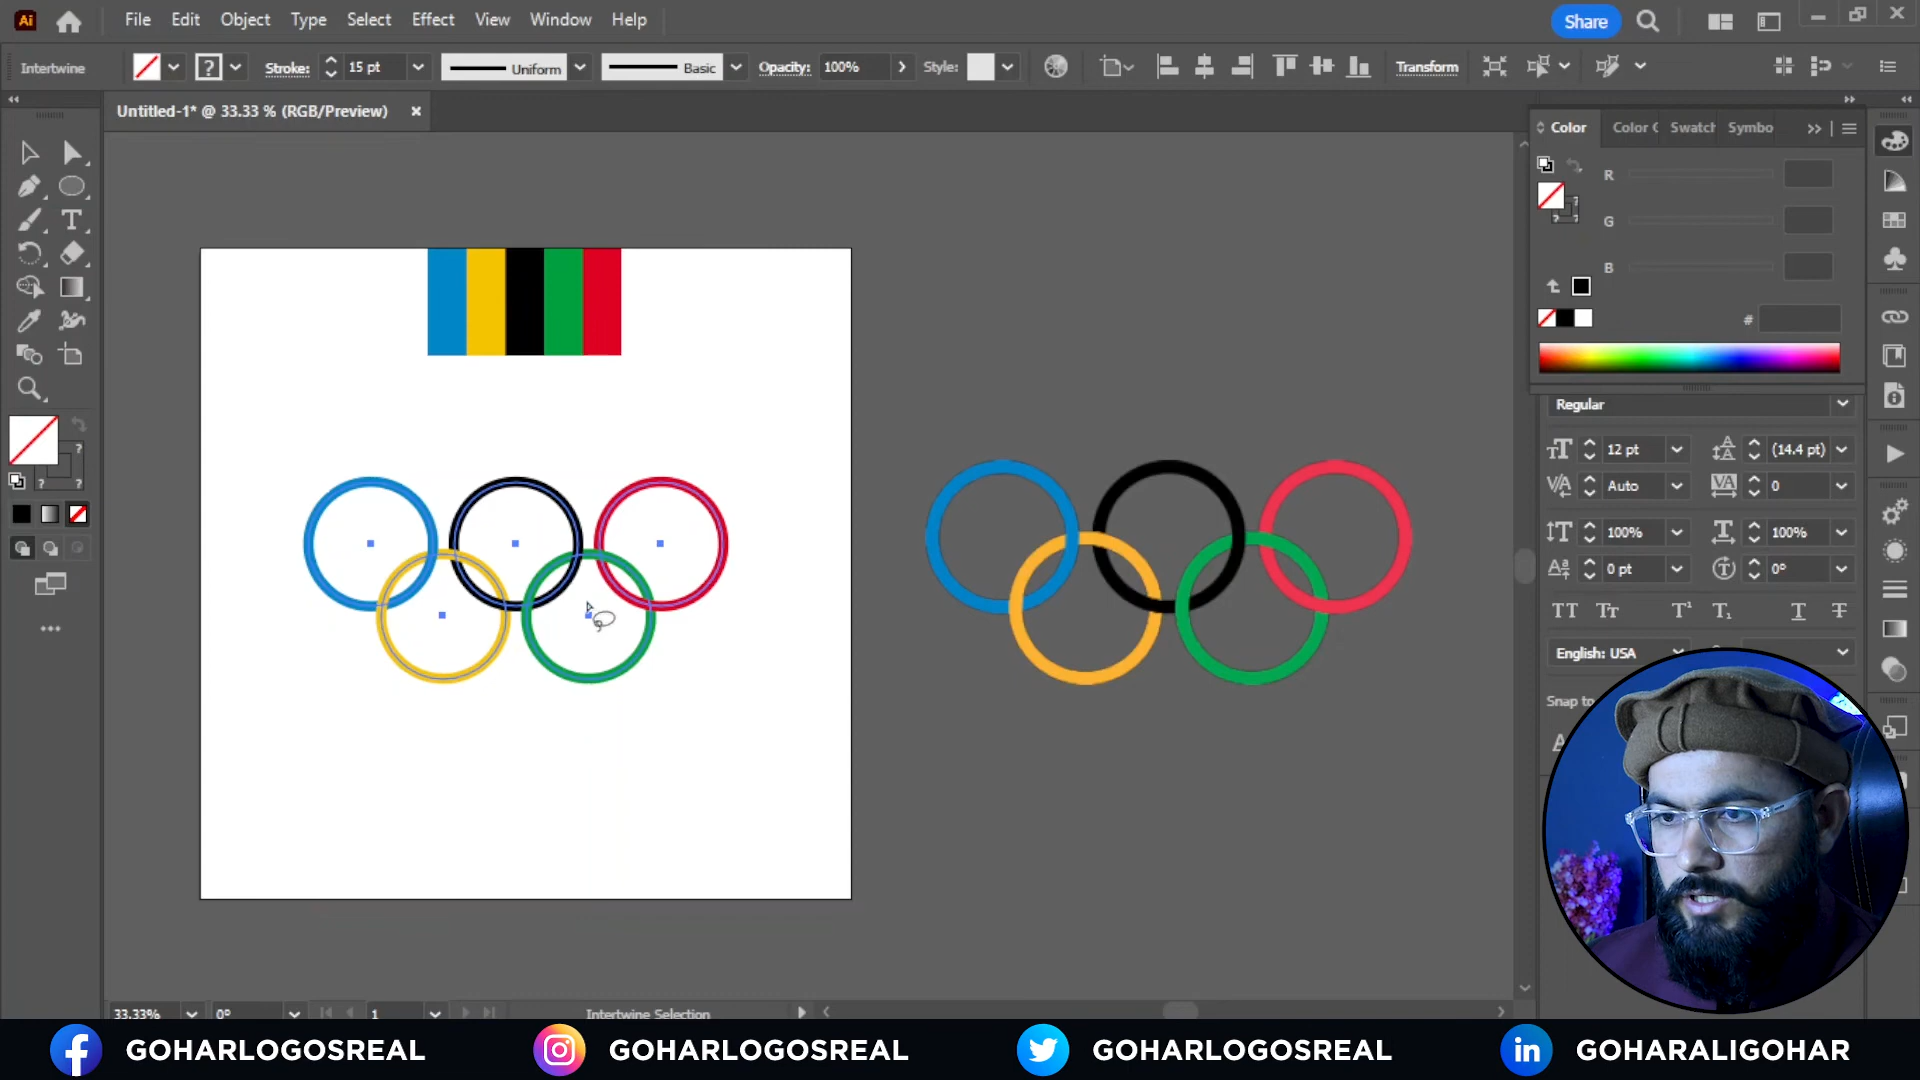 Ai File Edit Object Type Select Effect View Window Help Share
Intertwine ? Stroke: 15 pt Uniform Basic Opacity: 100% Style: Transform
Untitled-1* @ 33.33 % (RGB/Preview)
Color Color Swatch Symbo
R
G
B
#
Regular
12 pt (14.4 pt)
Auto 0
100% 100%
0 pt 0°
TT Tr T¹ T₁ T T
English: USA
Snap to
33.33% 0° 1 Intertwine Selection
GOHARLOGOSREAL GOHARLOGOSREAL GOHARLOGOSREAL in GOHARALIGOHAR